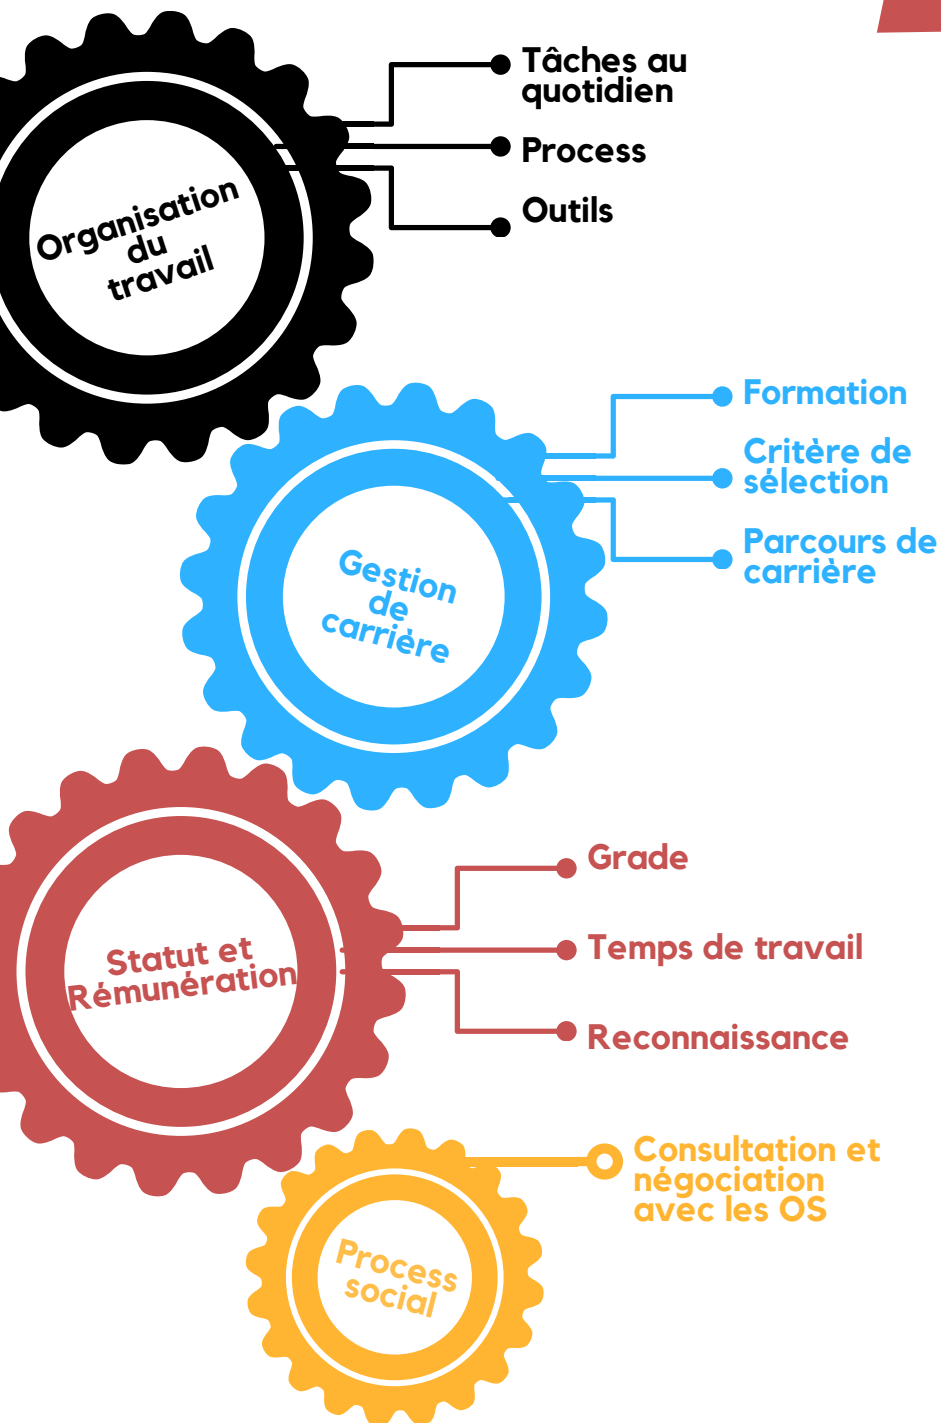 Organisation
du
travail
Tâches au
quotidien
Process
Outils
Gestion
de
carrière
Formation
Critère de
sélection
Parcours de
carrière
Statut et
Rémunération
Grade
Temps de travail
Reconnaissance
Process
social
Consultation et
négociation
avec les OS